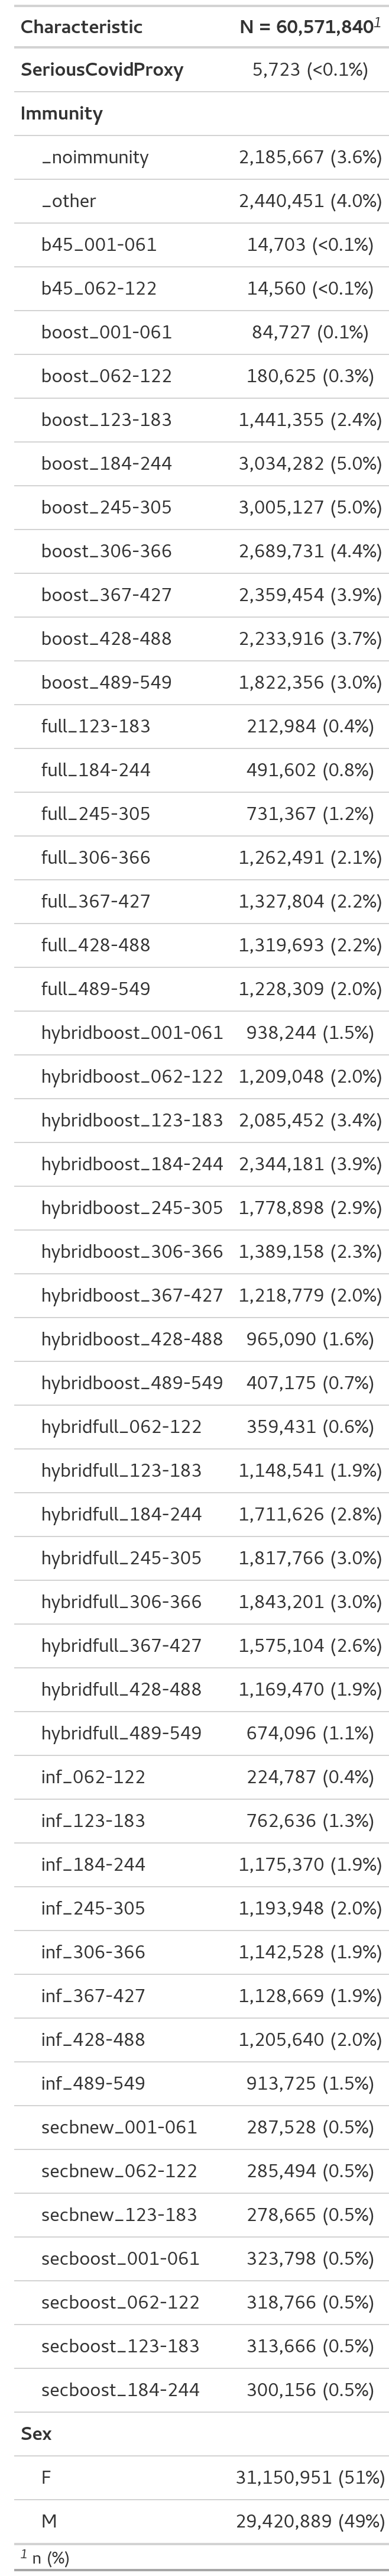 Characteristic N = 60,571,840¹
SeriousCovidProxy 5,723 (<0.1%)
Immunity
_noimmunity 2,185,667 (3.6%)
_other 2,440,451 (4.0%)
b45_001-061 14,703 (<0.1%)
b45_062-122 14,560 (<0.1%)
boost_001-061 84,727 (0.1%)
boost_062-122 180,625 (0.3%)
boost_123-183 1,441,355 (2.4%)
boost_184-244 3,034,282 (5.0%)
boost_245-305 3,005,127 (5.0%)
boost_306-366 2,689,731 (4.4%)
boost_367-427 2,359,454 (3.9%)
boost_428-488 2,233,916 (3.7%)
boost_489-549 1,822,356 (3.0%)
full_123-183 212,984 (0.4%)
full_184-244 491,602 (0.8%)
full_245-305 731,367 (1.2%)
full_306-366 1,262,491 (2.1%)
full_367-427 1,327,804 (2.2%)
full_428-488 1,319,693 (2.2%)
full_489-549 1,228,309 (2.0%)
hybridboost_001-061 938,244 (1.5%)
hybridboost_062-122 1,209,048 (2.0%)
hybridboost_123-183 2,085,452 (3.4%)
hybridboost_184-244 2,344,181 (3.9%)
hybridboost_245-305 1,778,898 (2.9%)
hybridboost_306-366 1,389,158 (2.3%)
hybridboost_367-427 1,218,779 (2.0%)
hybridboost_428-488 965,090 (1.6%)
hybridboost_489-549 407,175 (0.7%)
hybridfull_062-122 359,431 (0.6%)
hybridfull_123-183 1,148,541 (1.9%)
hybridfull_184-244 1,711,626 (2.8%)
hybridfull_245-305 1,817,766 (3.0%)
hybridfull_306-366 1,843,201 (3.0%)
hybridfull_367-427 1,575,104 (2.6%)
hybridfull_428-488 1,169,470 (1.9%)
hybridfull_489-549 674,096 (1.1%)
inf_062-122 224,787 (0.4%)
inf_123-183 762,636 (1.3%)
inf_184-244 1,175,370 (1.9%)
inf_245-305 1,193,948 (2.0%)
inf_306-366 1,142,528 (1.9%)
inf_367-427 1,128,669 (1.9%)
inf_428-488 1,205,640 (2.0%)
inf_489-549 913,725 (1.5%)
secbnew_001-061 287,528 (0.5%)
secbnew_062-122 285,494 (0.5%)
secbnew_123-183 278,665 (0.5%)
secboost_001-061 323,798 (0.5%)
secboost_062-122 318,766 (0.5%)
secboost_123-183 313,666 (0.5%)
secboost_184-244 300,156 (0.5%)
Sex
F 31,150,951 (51%)
M 29,420,889 (49%)
¹ n (%)